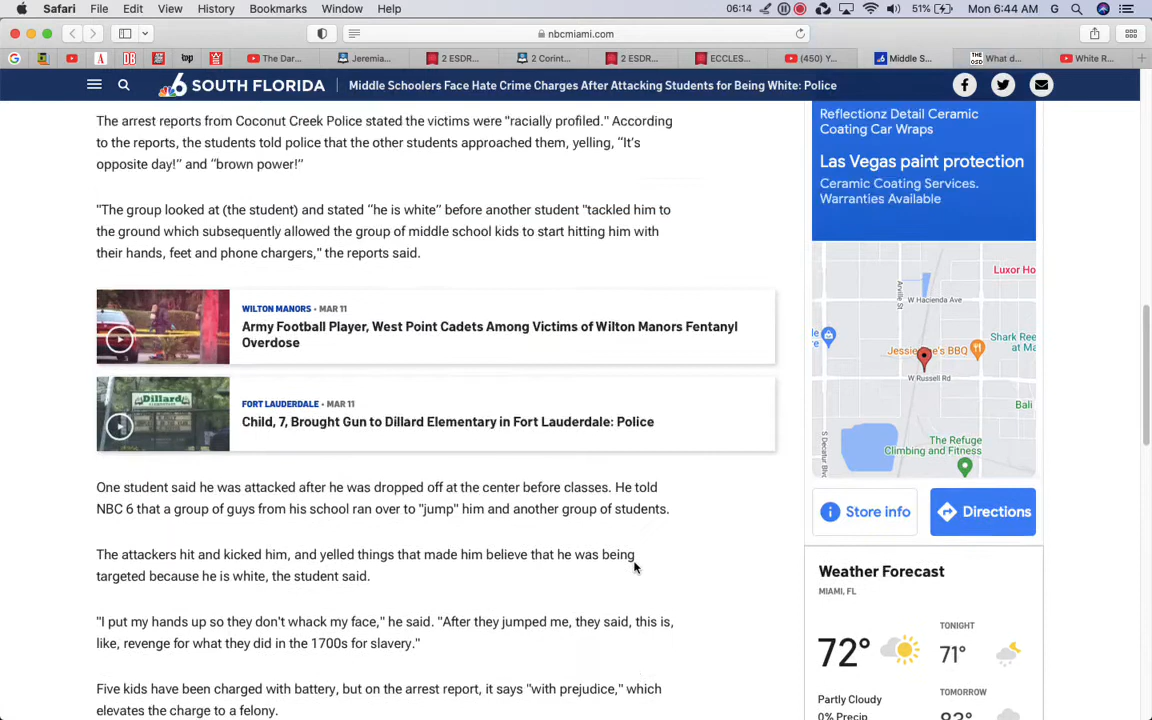 Safari File Edit View History Bookmarks Window Help 06:14 51% Mon 6:44 AM G
nbcmiami.com
The Dar... Jeremia... 2 ESDR... 2 Corint... 2 ESDR... ECCLES... (450) Y... Middle S... What d... White R...
6 SOUTH FLORIDA Middle Schoolers Face Hate Crime Charges After Attacking Students for Being White: Police
The arrest reports from Coconut Creek Police stated the victims were "racially profiled." According
to the reports, the students told police that the other students approached them, yelling, “It’s
opposite day!” and “brown power!”
"The group looked at (the student) and stated “he is white” before another student "tackled him to
the ground which subsequently allowed the group of middle school kids to start hitting him with
their hands, feet and phone chargers," the reports said.
WILTON MANORS • MAR 11
Army Football Player, West Point Cadets Among Victims of Wilton Manors Fentanyl
Overdose
FORT LAUDERDALE • MAR 11
Child, 7, Brought Gun to Dillard Elementary in Fort Lauderdale: Police
One student said he was attacked after he was dropped off at the center before classes. He told
NBC 6 that a group of guys from his school ran over to "jump" him and another group of students.
The attackers hit and kicked him, and yelled things that made him believe that he was being
targeted because he is white, the student said.
"I put my hands up so they don't whack my face," he said. "After they jumped me, they said, this is,
like, revenge for what they did in the 1700s for slavery."
Five kids have been charged with battery, but on the arrest report, it says "with prejudice," which
elevates the charge to a felony.
Reflectionz Detail Ceramic
Coating Car Wraps
Las Vegas paint protection
Ceramic Coating Services.
Warranties Available
Luxor Ho
Arville St
W Hacienda Ave
Shark Ree
at Ma
Jessie
e's BBQ
W Russell Rd
S Decatur Blv
Bali
The Refuge
Climbing and Fitness
Store info Directions
Weather Forecast
MIAMI, FL
72° TONIGHT
71°
TOMORROW
Partly Cloudy
0% Precip